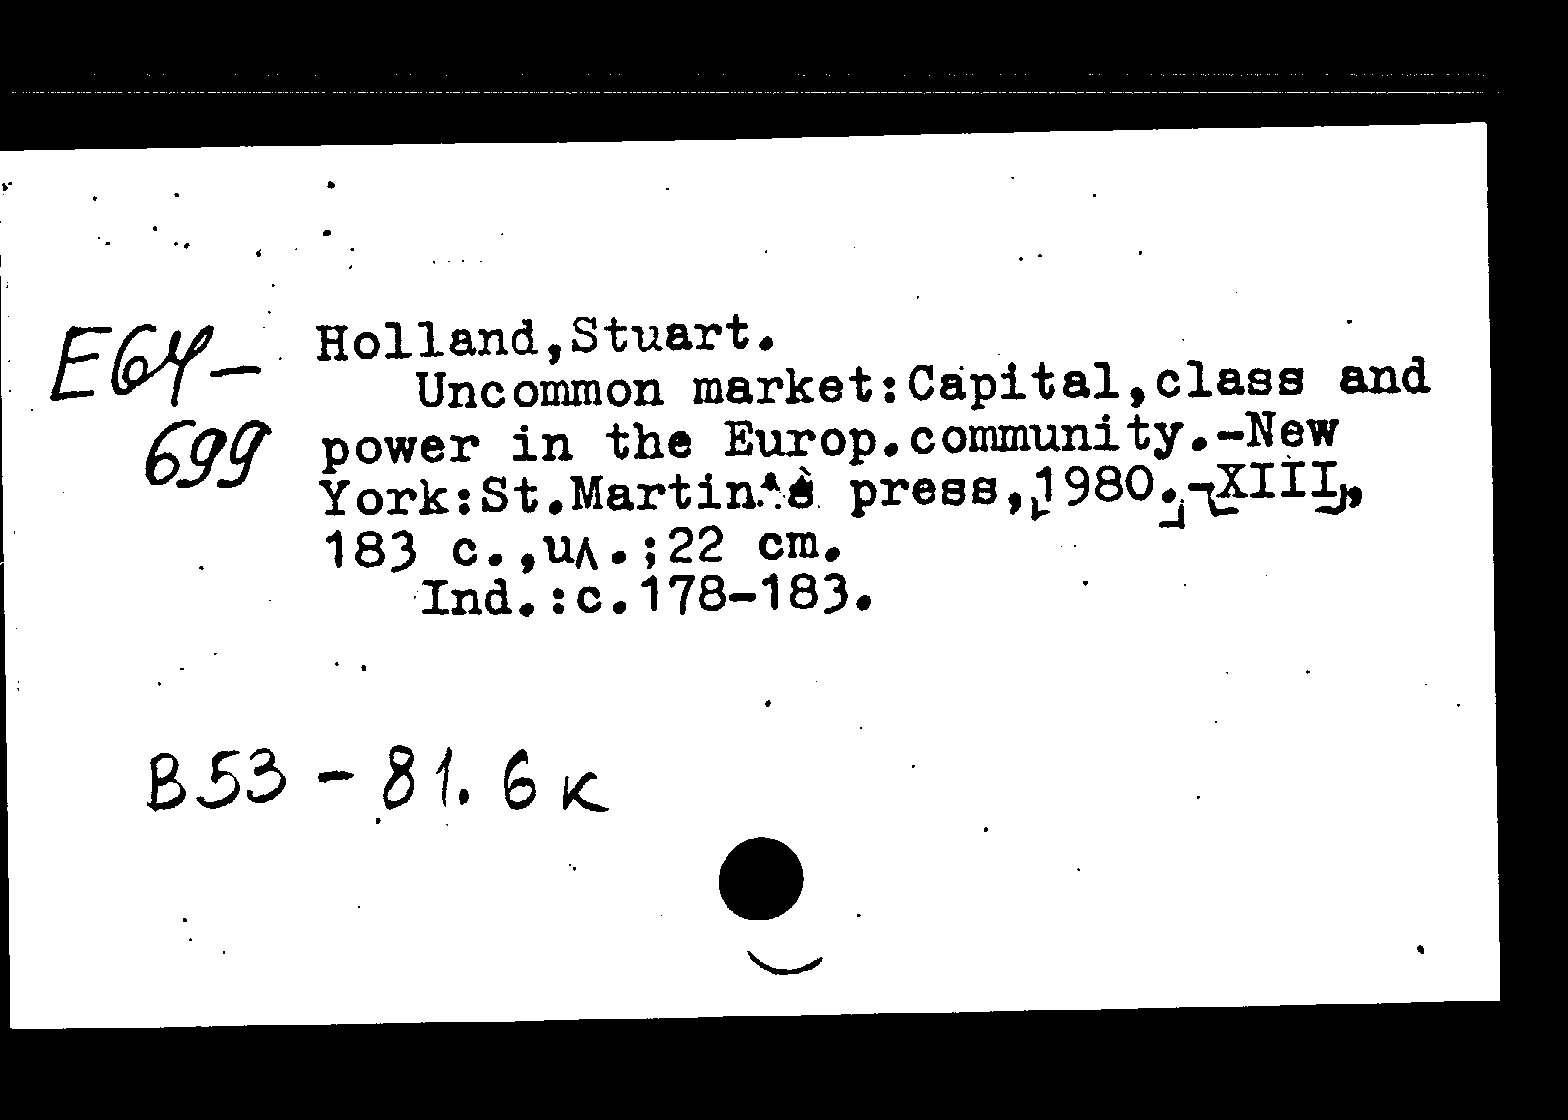 E64-
699
Holland,Stuart.
Uncommon market:Capital,class and
power in the Europ.community.-New
York:St.Martin's press,[1980].-[XIII],
183 c.,ил.;22 cm.
Ind.:c.178-183.
B53-81.6к